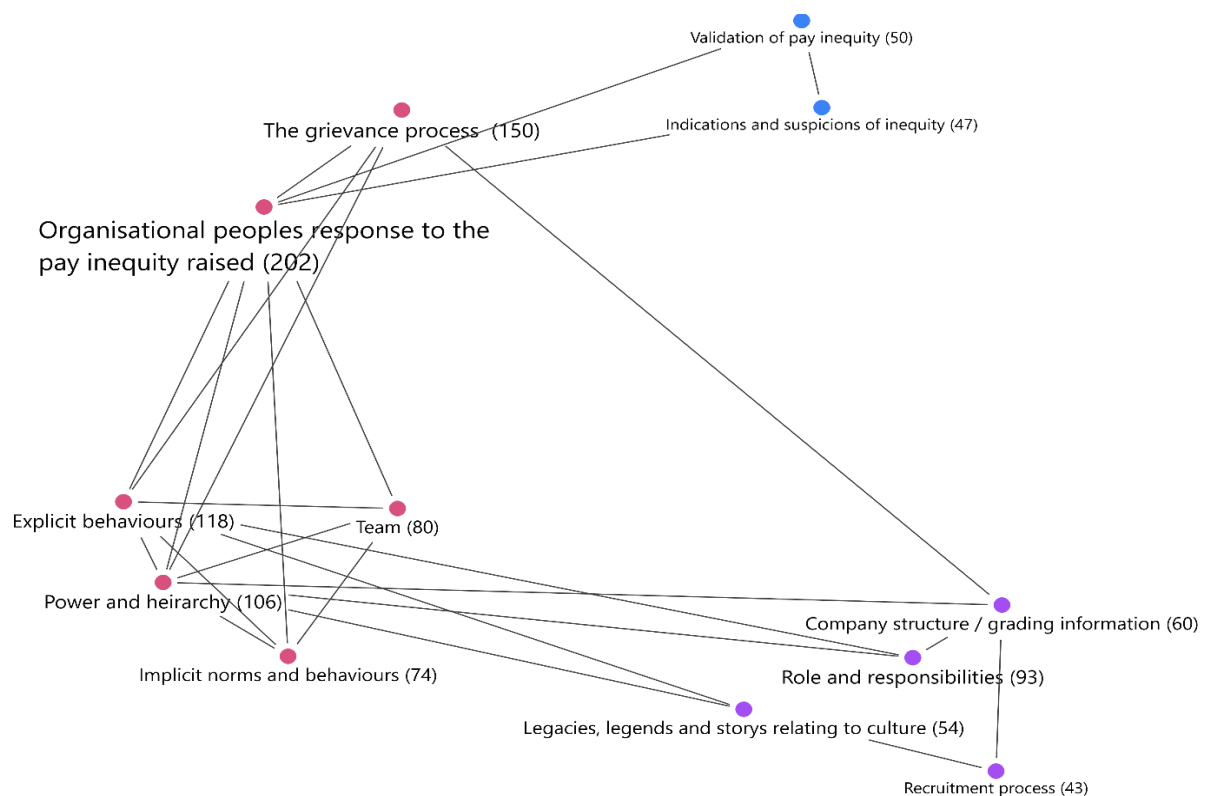 Validation of pay inequity (50)
Indications and suspicions of inequity (47)
The grievance process (150)
Organisational peoples response to the
pay inequity raised (202)
Explicit behaviours (118)
Team (80)
Power and heirarchy (106)
Company structure / grading information (60)
Implicit norms and behaviours (74)
Role and responsibilities (93)
Legacies, legends and storys relating to culture (54)
Recruitment process (43)